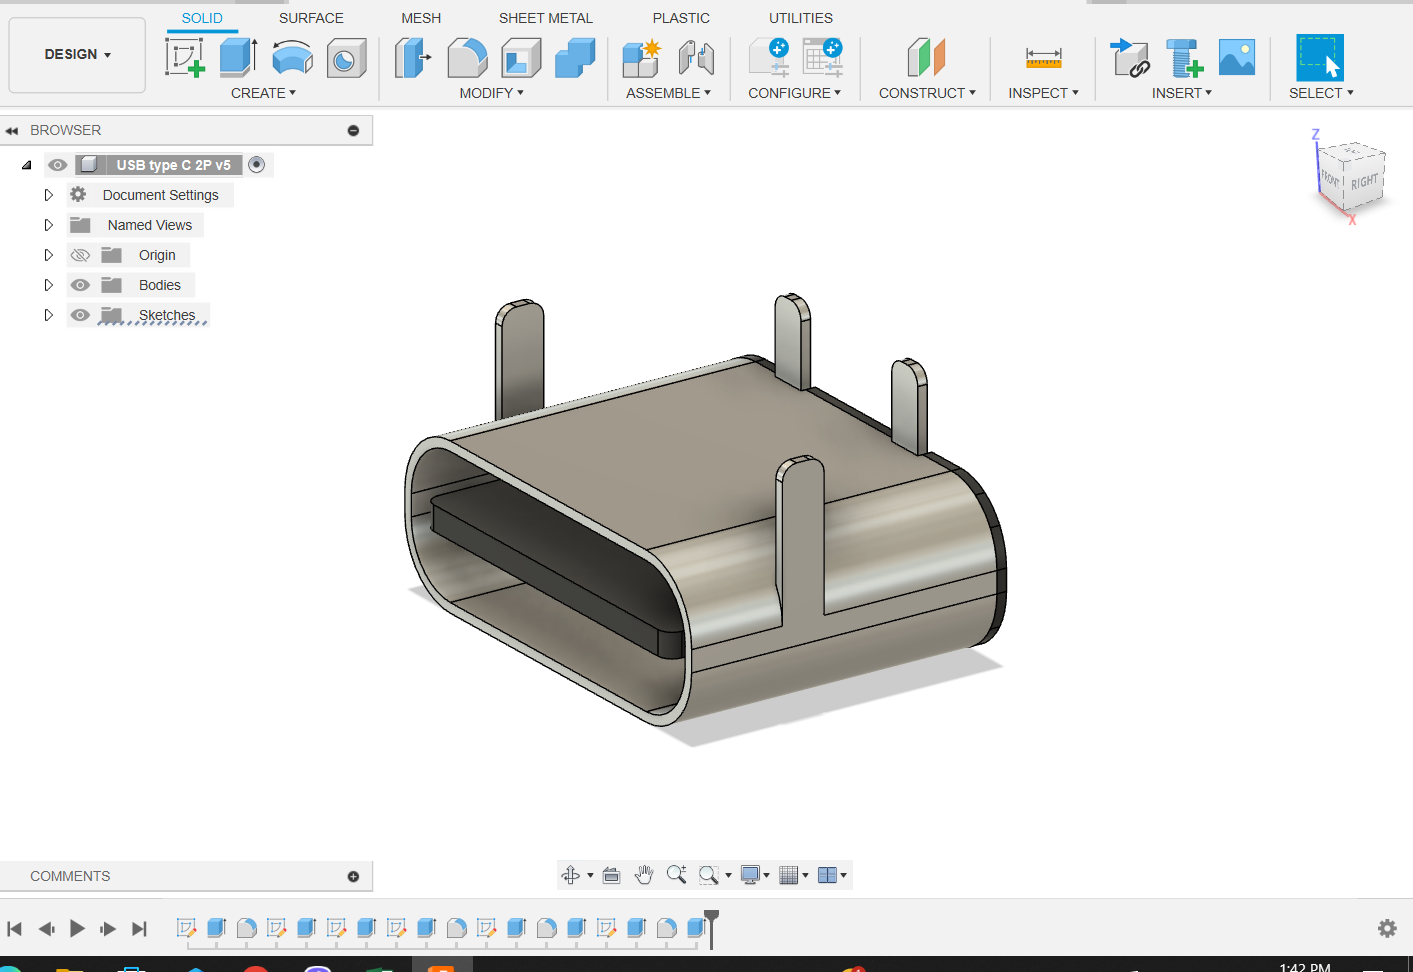 SOLID SURFACE MESH SHEET METAL PLASTIC UTILITIES
DESIGN
CREATE MODIFY ASSEMBLE CONFIGURE CONSTRUCT INSPECT INSERT SELECT
BROWSER
USB type C 2P v5
Document Settings
Named Views
Origin
Bodies
Sketches
Z
FRONT RIGHT
X
COMMENTS
1:42 PM